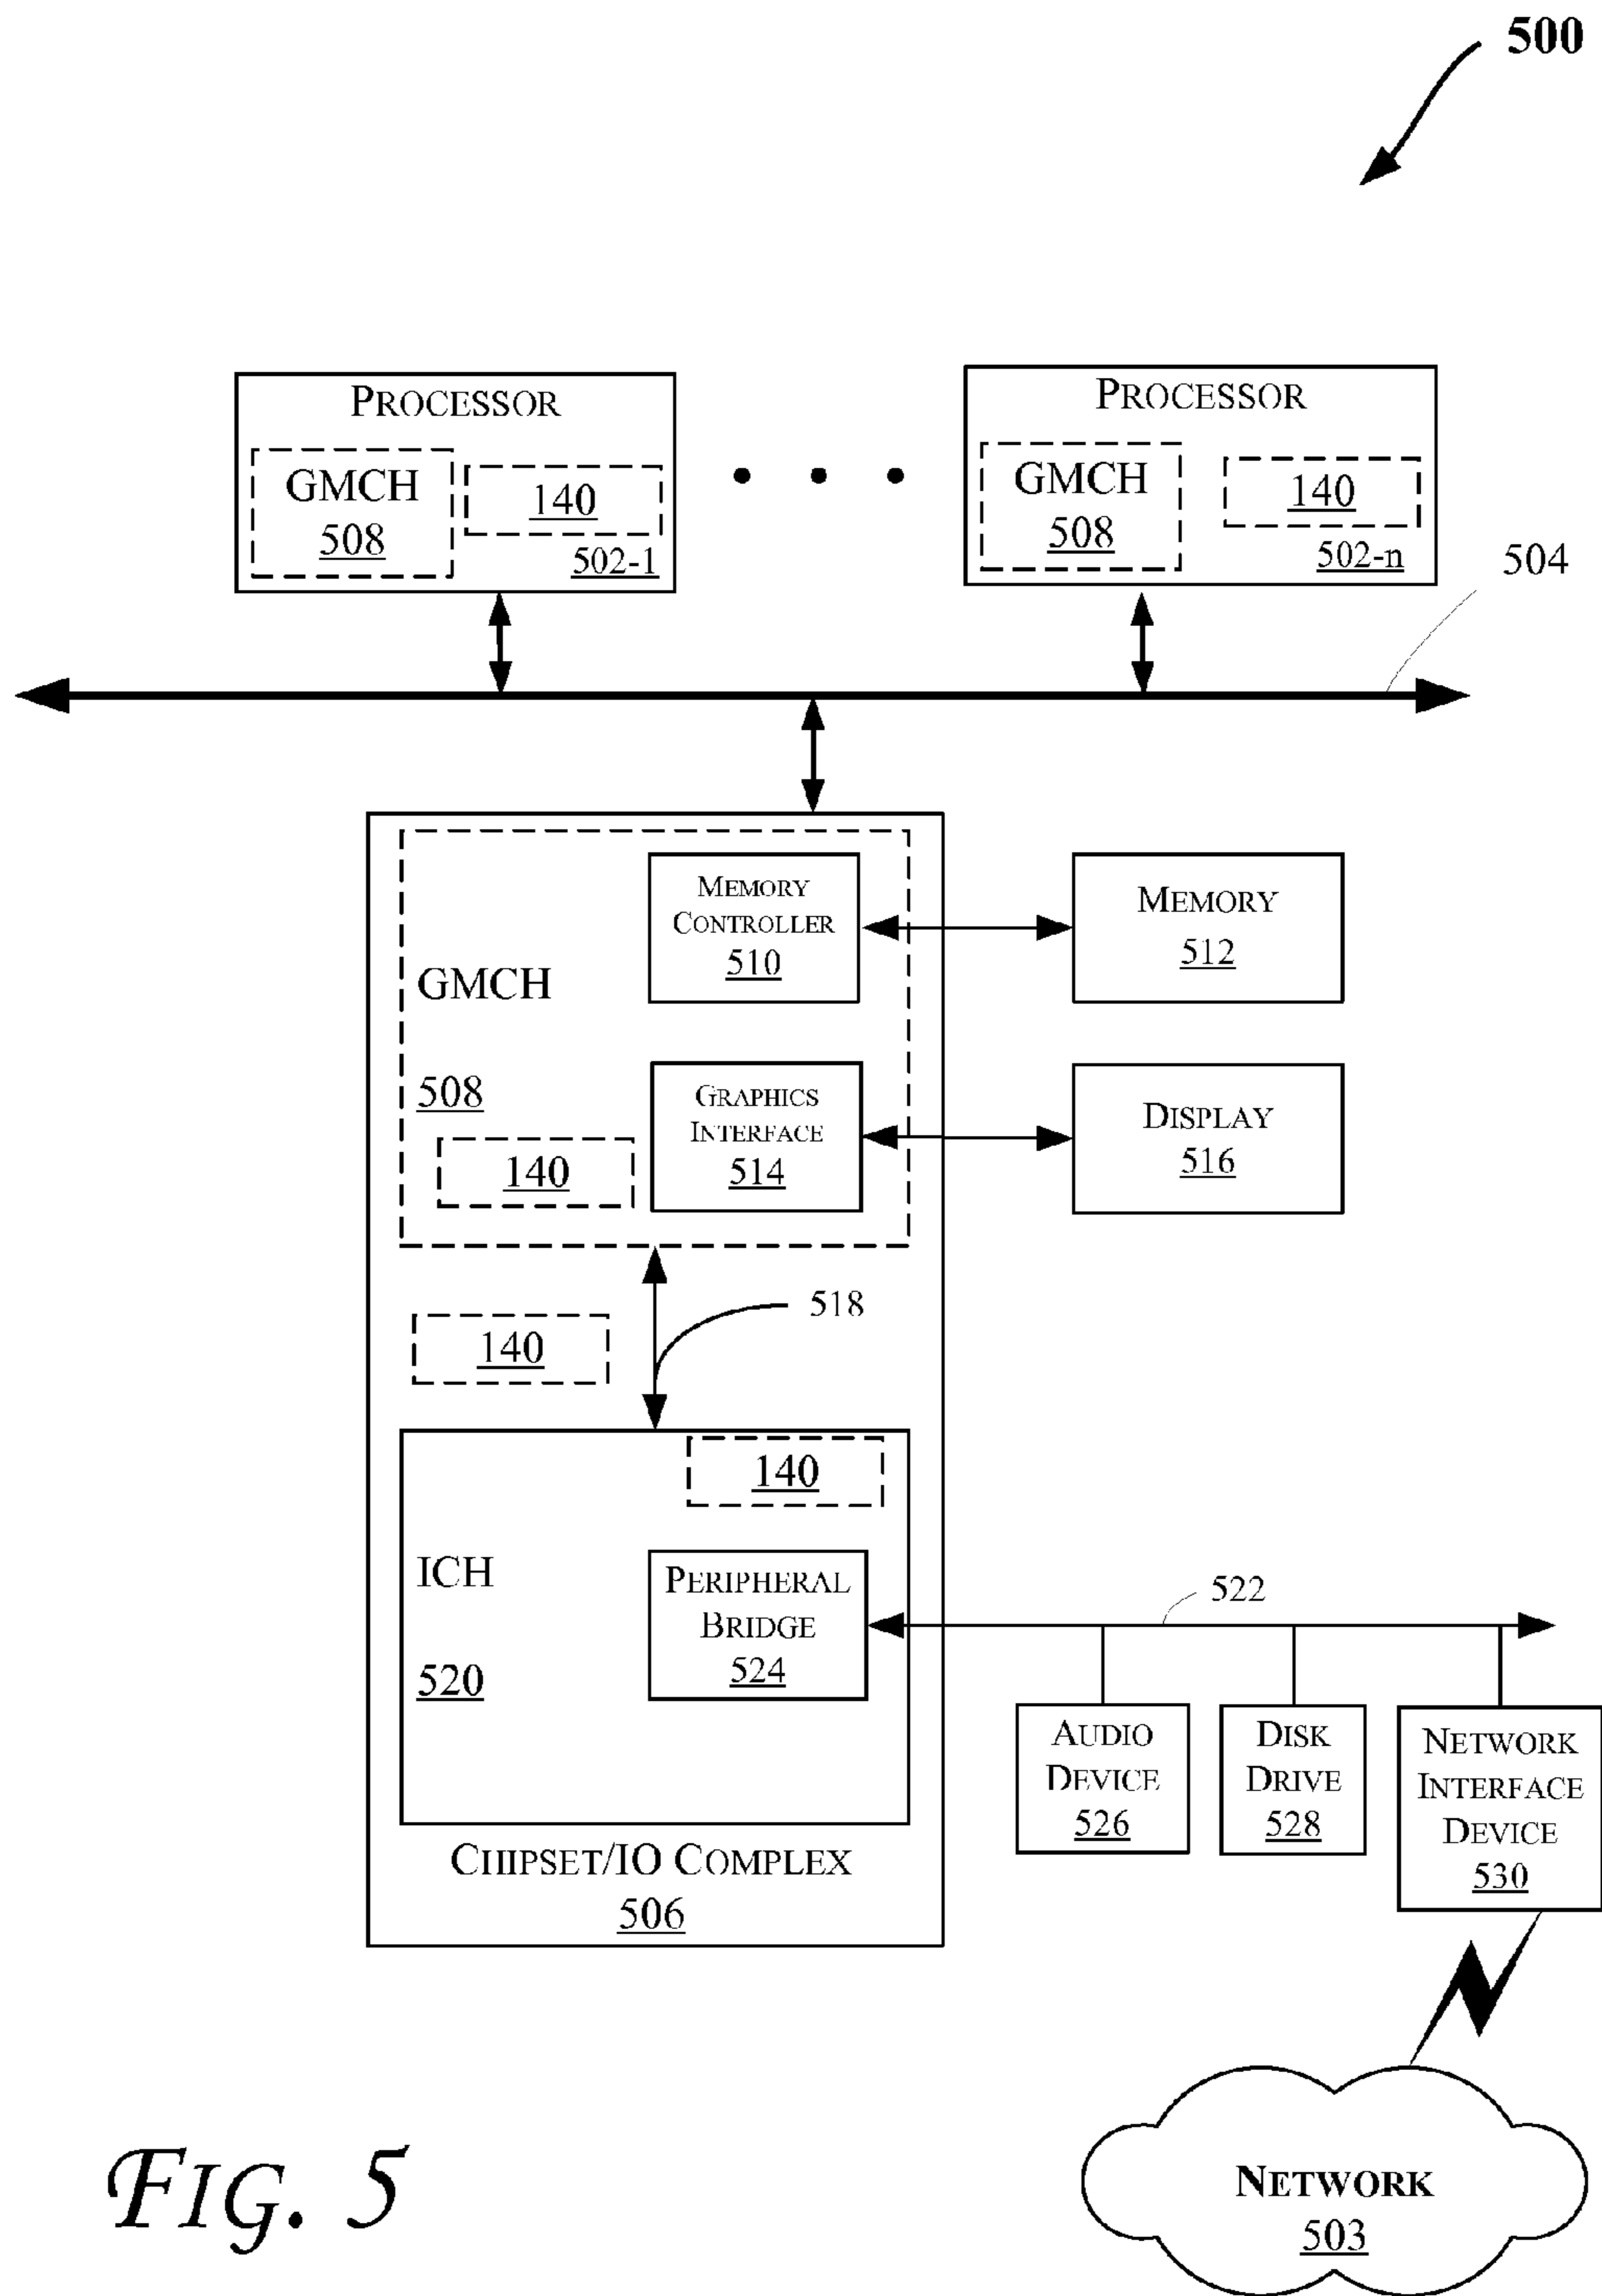 500
PROCESSOR
GMCH
508
140
502-1
PROCESSOR
GMCH
508
140
502-n
504
MEMORY
CONTROLLER
510
MEMORY
512
GMCH
508
GRAPHICS
INTERFACE
514
DISPLAY
516
140
518
140
140
ICH
520
PERIPHERAL
BRIDGE
524
522
AUDIO
DEVICE
526
DISK
DRIVE
528
NETWORK
INTERFACE
DEVICE
530
CHIPSET/IO COMPLEX
506
NETWORK
503
FIG. 5